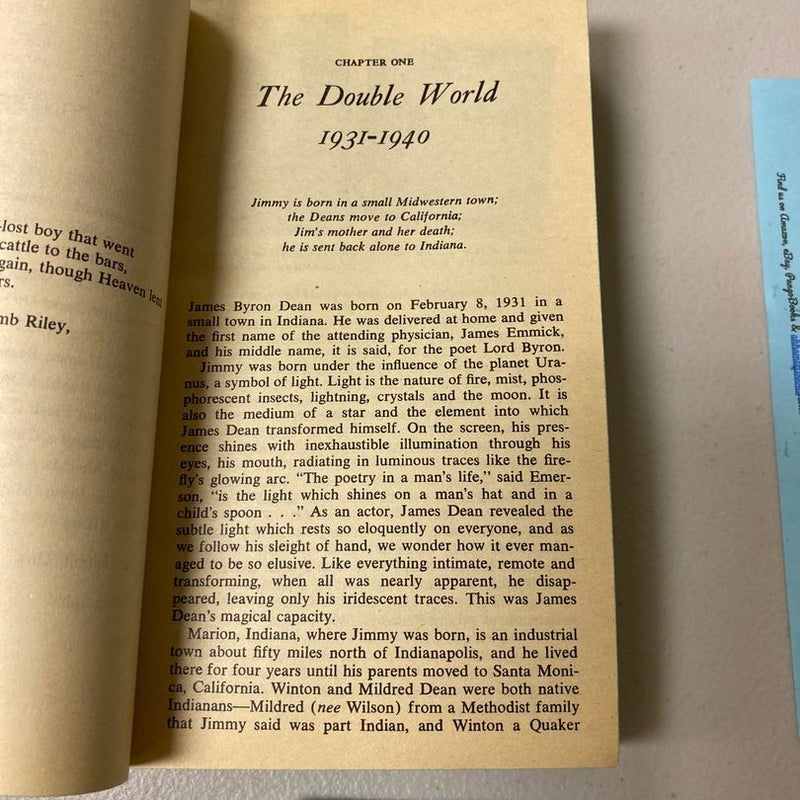 -lost boy that went
cattle to the bars,
gain, though Heaven lent
rs.
mb Riley,
CHAPTER ONE
The Double World
1931-1940
Jimmy is born in a small Midwestern town;
the Deans move to California;
Jim's mother and her death;
he is sent back alone to Indiana.
James Byron Dean was born on February 8, 1931 in a
small town in Indiana. He was delivered at home and given
the first name of the attending physician, James Emmick,
and his middle name, it is said, for the poet Lord Byron.
Jimmy was born under the influence of the planet Ura-
nus, a symbol of light. Light is the nature of fire, mist, phos-
phorescent insects, lightning, crystals and the moon. It is
also the medium of a star and the element into which
James Dean transformed himself. On the screen, his pres-
ence shines with inexhaustible illumination through his
eyes, his mouth, radiating in luminous traces like the fire-
fly's glowing arc. “The poetry in a man's life,” said Emer-
son, “is the light which shines on a man's hat and in a
child's spoon . . .” As an actor, James Dean revealed the
subtle light which rests so eloquently on everyone, and as
we follow his sleight of hand, we wonder how it ever man-
aged to be so elusive. Like everything intimate, remote and
transforming, when all was nearly apparent, he disap-
peared, leaving only his iridescent traces. This was James
Dean's magical capacity.
Marion, Indiana, where Jimmy was born, is an industrial
town about fifty miles north of Indianapolis, and he lived
there for four years until his parents moved to Santa Moni-
ca, California. Winton and Mildred Dean were both native
Indianans—Mildred (nee Wilson) from a Methodist family
that Jimmy said was part Indian, and Winton a Quaker
Find us on Amazon, eBay, PangoBooks &